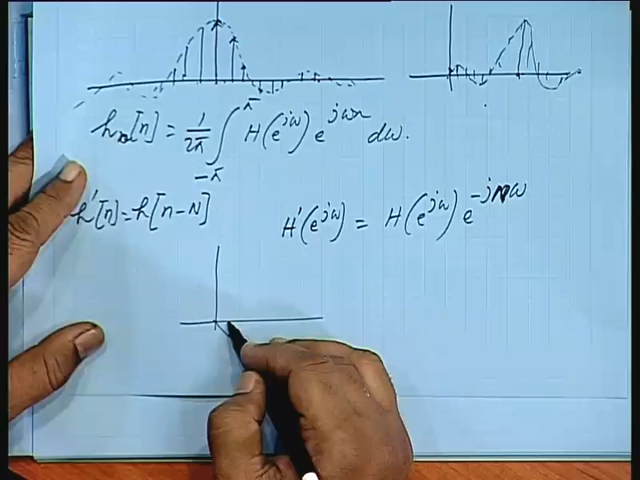 h_D[n] = 1/2π ∫_{-π}^{π} H(e^{jω}) e^{jωn} dω.
h'[n] = h[n-N] H'(e^{jω}) = H(e^{jω}) e^{-jNω}